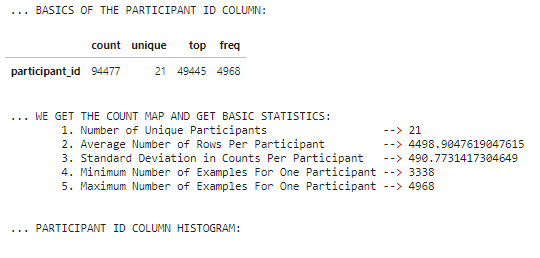 ... BASICS OF THE PARTICIPANT ID COLUMN:
count unique top freq
participant_id 94477 21 49445 4968
... WE GET THE COUNT MAP AND GET BASIC STATISTICS:
1. Number of Unique Participants --> 21
2. Average Number of Rows Per Participant --> 4498.9047619047615
3. Standard Deviation in Counts Per Participant --> 490.7731417304649
4. Minimum Number of Examples For One Participant --> 3338
5. Maximum Number of Examples For One Participant --> 4968
... PARTICIPANT ID COLUMN HISTOGRAM: